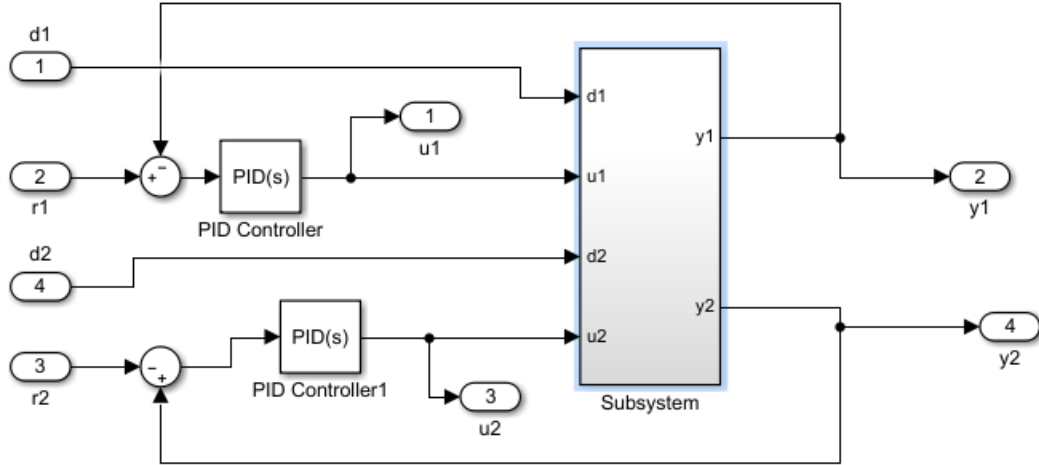 d1
1
d1
1
u1
y1
2
r1
+
−
PID(s)
PID Controller
u1
2
y1
d2
4
d2
y2
3
r2
−
+
PID(s)
PID Controller1
u2
4
y2
3
u2
Subsystem